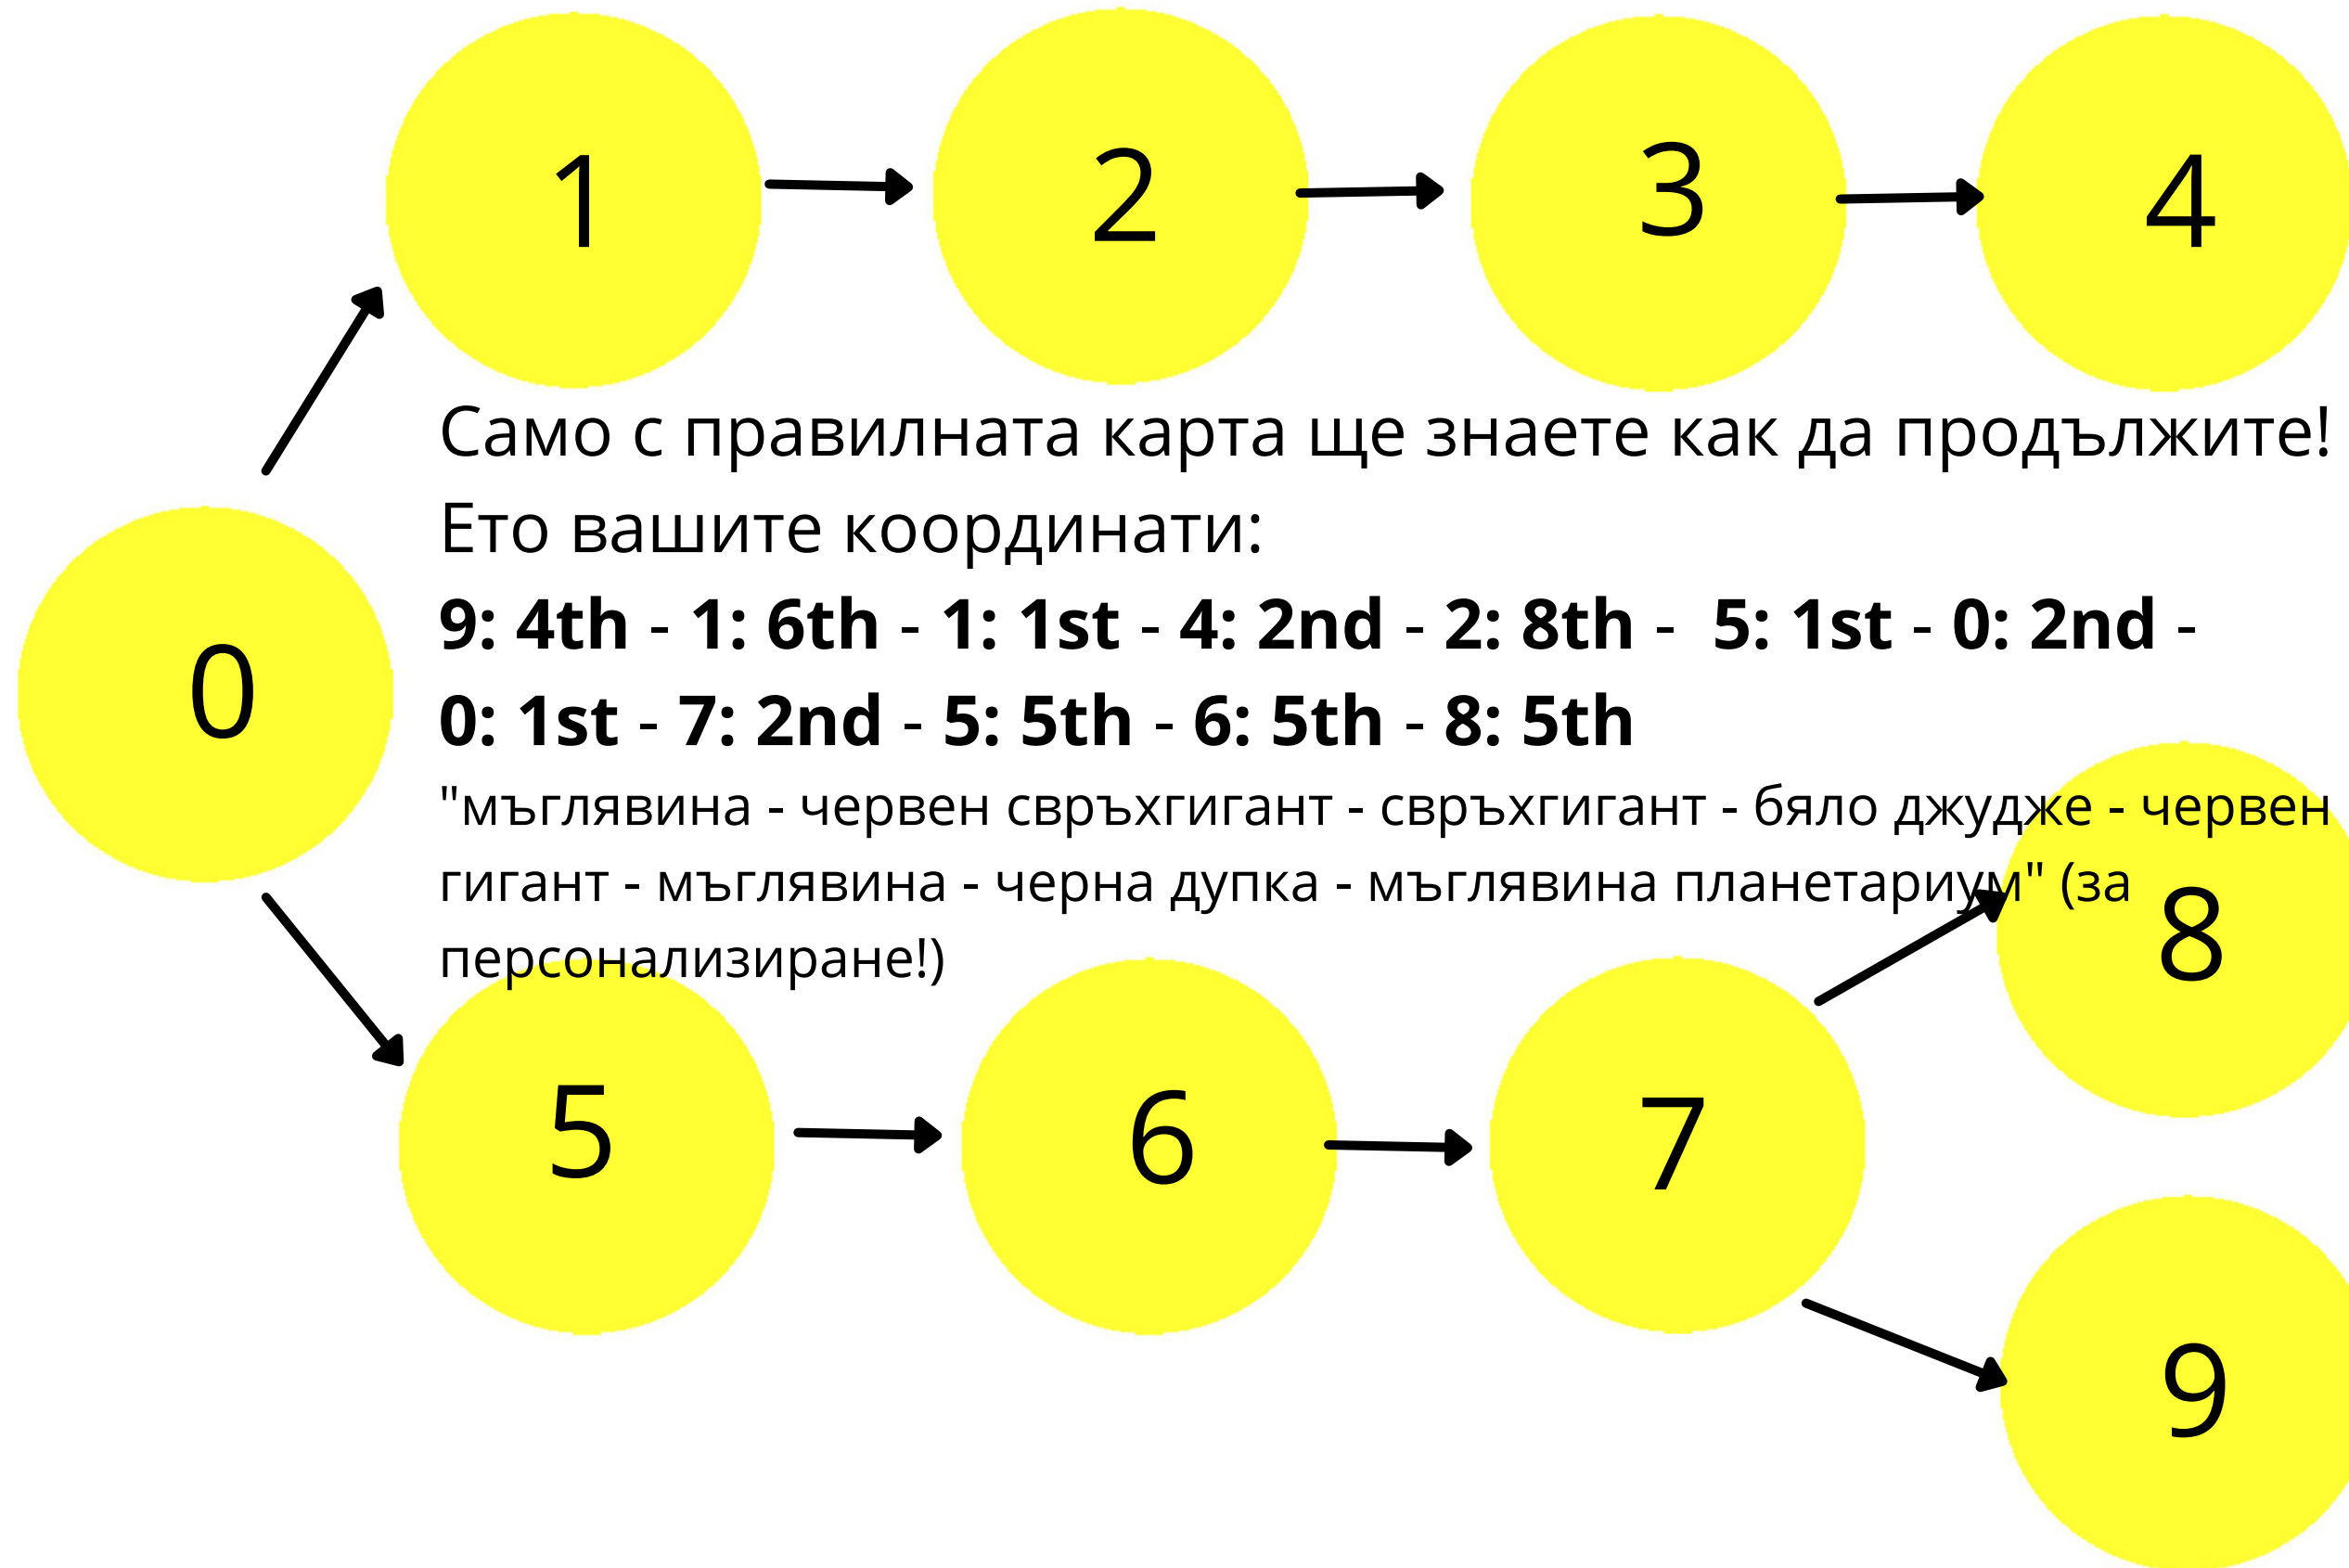 1
2
3
4
Само с правилната карта ще знаете как да продължите!
Ето вашите координати:
9: 4th - 1: 6th - 1: 1st - 4: 2nd - 2: 8th - 5: 1st - 0: 2nd -
0
0: 1st - 7: 2nd - 5: 5th - 6: 5th - 8: 5th
"мъглявина - червен свръхгигант - свръхгигант - бяло джудже - червен
гигант - мъглявина - черна дупка - мъглявина планетариум" (за
персонализиране!)
8
5
6
7
9